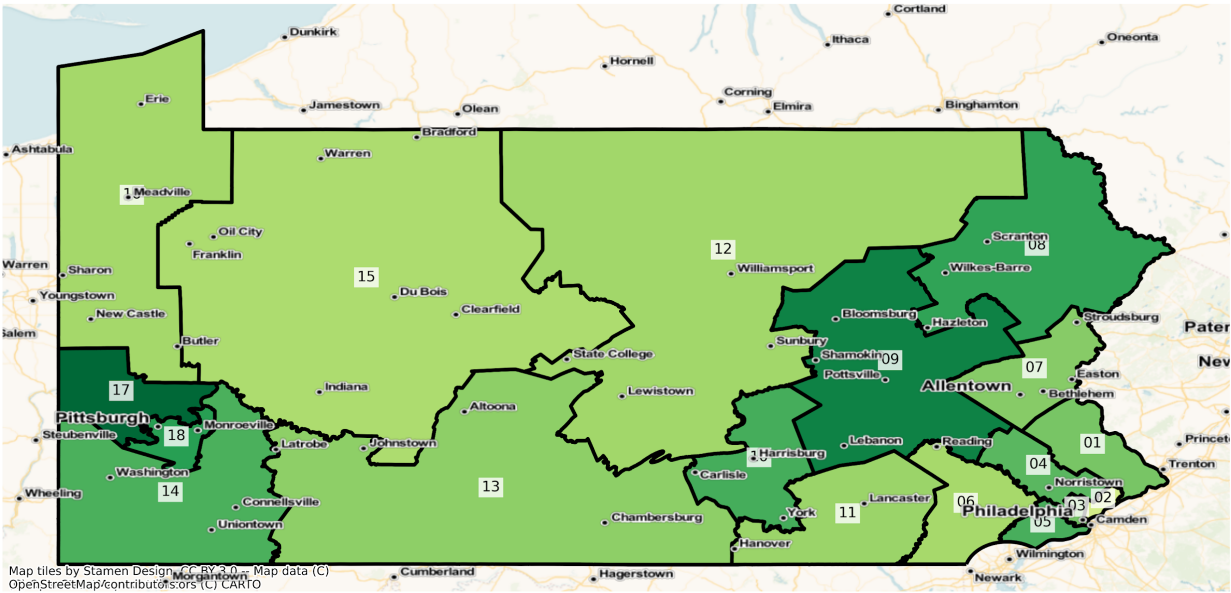 Cortland
Dunkirk
Oneonta
Ithaca
Hornell
Corning
Erie
Jamestown
Olean
Elmira
Binghamton
Bradford
Ashtabula
Warren
Meadville
Oil City
Scranton
08
Franklin
12
Warren
Sharon
15
Williamsport
Wilkes-Barre
Youngstown
Du Bois
New Castle
Clearfield
Bloomsburg
Hazleton
Stroudsburg
Salem
Butler
Sunbury
State College
Shamokin
09
07
Pottsville
Easton
17
Indiana
Lewistown
Allentown
Bethlehem
Altoona
Pittsburgh
Monroeville
Steubenville
18
Latrobe
Johnstown
Lebanon
Reading
01
Harrisburg
04
Trenton
Washington
Carlisle
Norristown
14
13
Wheeling
Connellsville
Lancaster
06
02
03
Philadelphia
11
York
Chambersburg
Uniontown
05
Camden
Hanover
Wilmington
Map tiles by Stamen Design, CC BY 3.0 -- Map data (C)
OpenStreetMap contributors (C) CARTO
Morgantown
Cumberland
Hagerstown
Newark